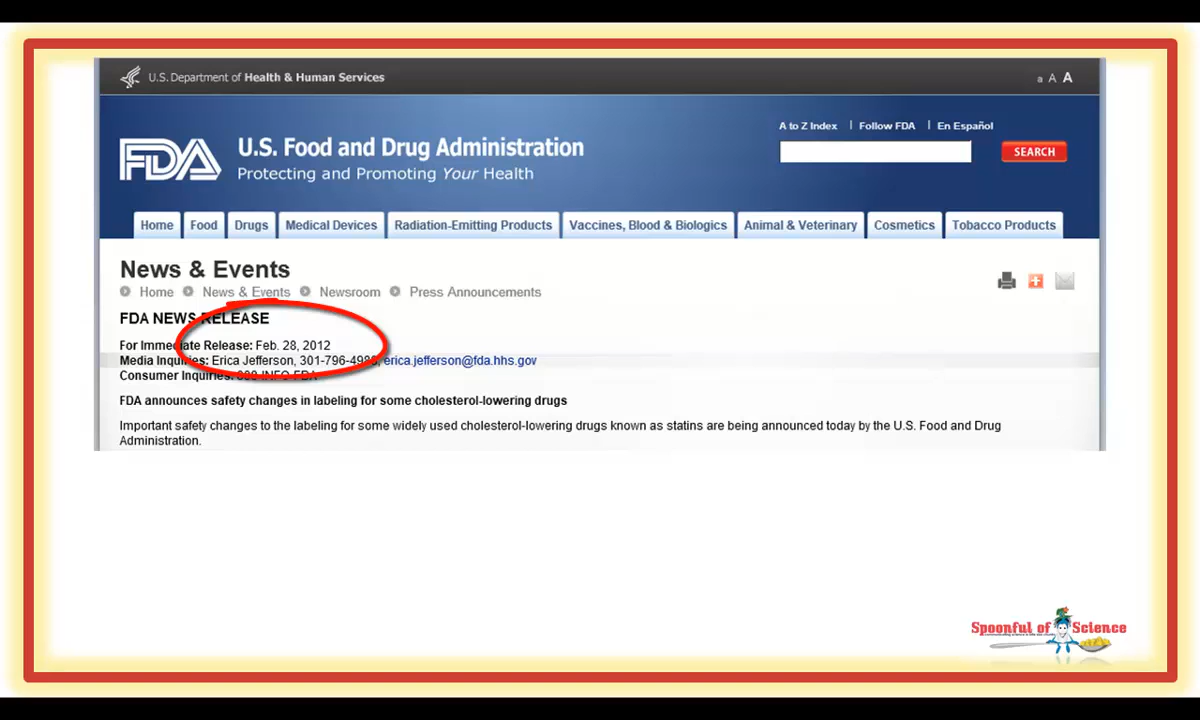 U.S. Department of Health & Human Services
a A A
A to Z Index | Follow FDA | En Español
FDA
U.S. Food and Drug Administration
Protecting and Promoting Your Health
SEARCH
Home Food Drugs Medical Devices Radiation-Emitting Products Vaccines, Blood & Biologics Animal & Veterinary Cosmetics Tobacco Products
News & Events
Home News & Events Newsroom Press Announcements
FDA NEWS RELEASE
For Immediate Release: Feb. 28, 2012
Media Inquiries: Erica Jefferson, erica.jefferson@fda.hhs.gov
Consumer Inquiries: 888-INFO-FDA
FDA announces safety changes in labeling for some cholesterol-lowering drugs
Important safety changes to the labeling for some widely used cholesterol-lowering drugs known as statins are being announced today by the U.S. Food and Drug
Administration.
Spoonful of Science